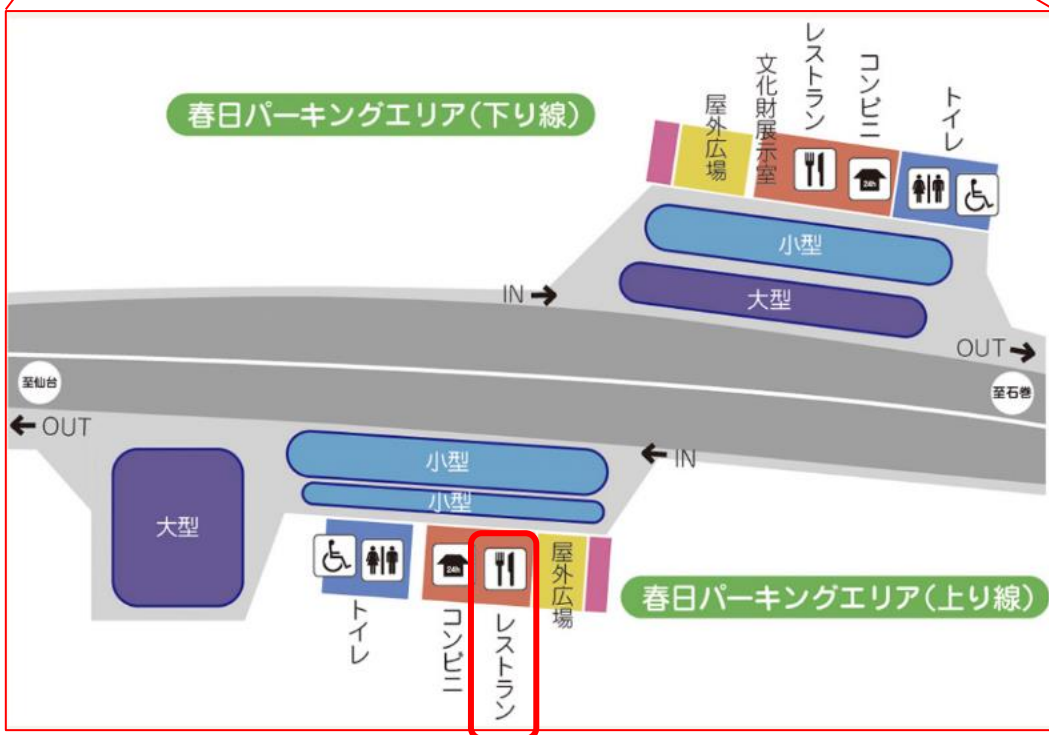 春日パーキングエリア(下り線)
屋外広場
文化財展示室
レストラン
コンビニ
24h
トイレ
小型
大型
IN
OUT
至仙台
至石巻
OUT
IN
小型
小型
大型
24h
トイレ
コンビニ
レストラン
屋外広場
春日パーキングエリア(上り線)